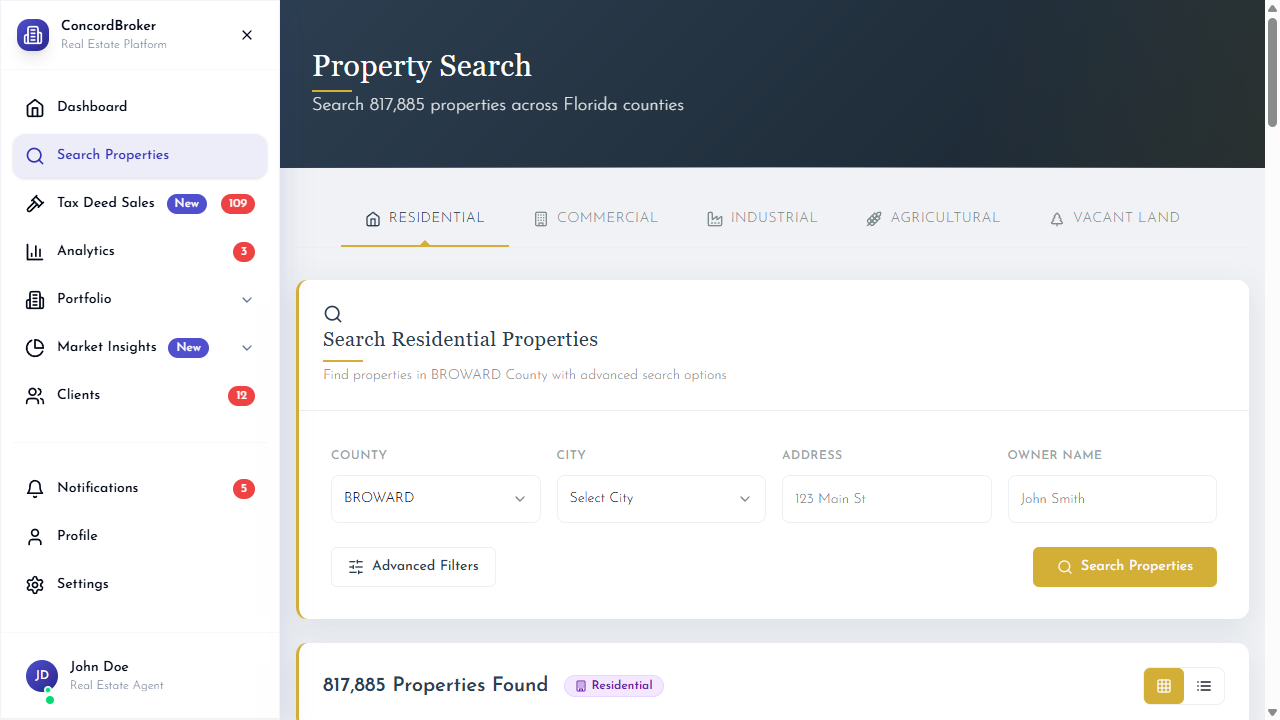 ConcordBroker
Real Estate Platform
Dashboard
Search Properties
Tax Deed Sales New 109
Analytics 3
Portfolio
Market Insights New
Clients 12
Notifications 5
Profile
Settings
JD
John Doe
Real Estate Agent
Property Search
Search 817,885 properties across Florida counties
RESIDENTIAL COMMERCIAL INDUSTRIAL AGRICULTURAL VACANT LAND
Search Residential Properties
Find properties in BROWARD County with advanced search options
COUNTY CITY ADDRESS OWNER NAME
BROWARD Select City 123 Main St John Smith
Advanced Filters Search Properties
817,885 Properties Found Residential